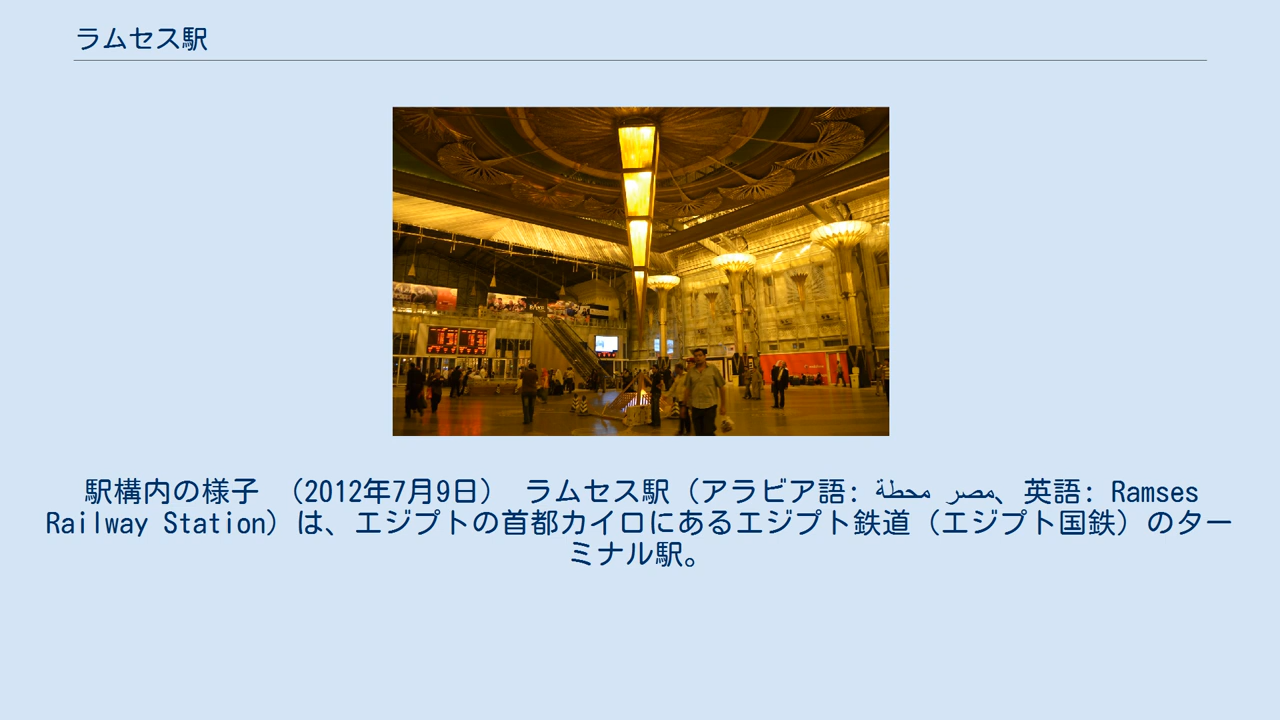 ラムセス駅
駅構内の様子 （2012年7月9日） ラムセス駅（アラビア語: محطة مصر、英語: Ramses
Railway Station）は、エジプトの首都カイロにあるエジプト鉄道（エジプト国鉄）のター
ミナル駅。